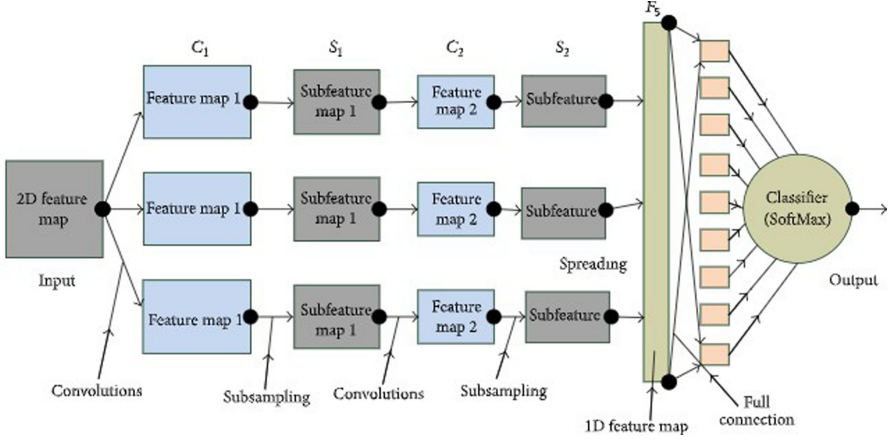 C1
S1
C2
S2
F5
Feature map 1
Subfeature
map 1
Feature
map 2
Subfeature
2D feature
map
Feature map 1
Subfeature
map 1
Feature
map 2
Subfeature
Classifier
(SoftMax)
Input
Spreading
Output
Feature map 1
Subfeature
map 1
Feature
map 2
Subfeature
Convolutions
Subsampling
Convolutions
Subsampling
1D feature map
Full
connection